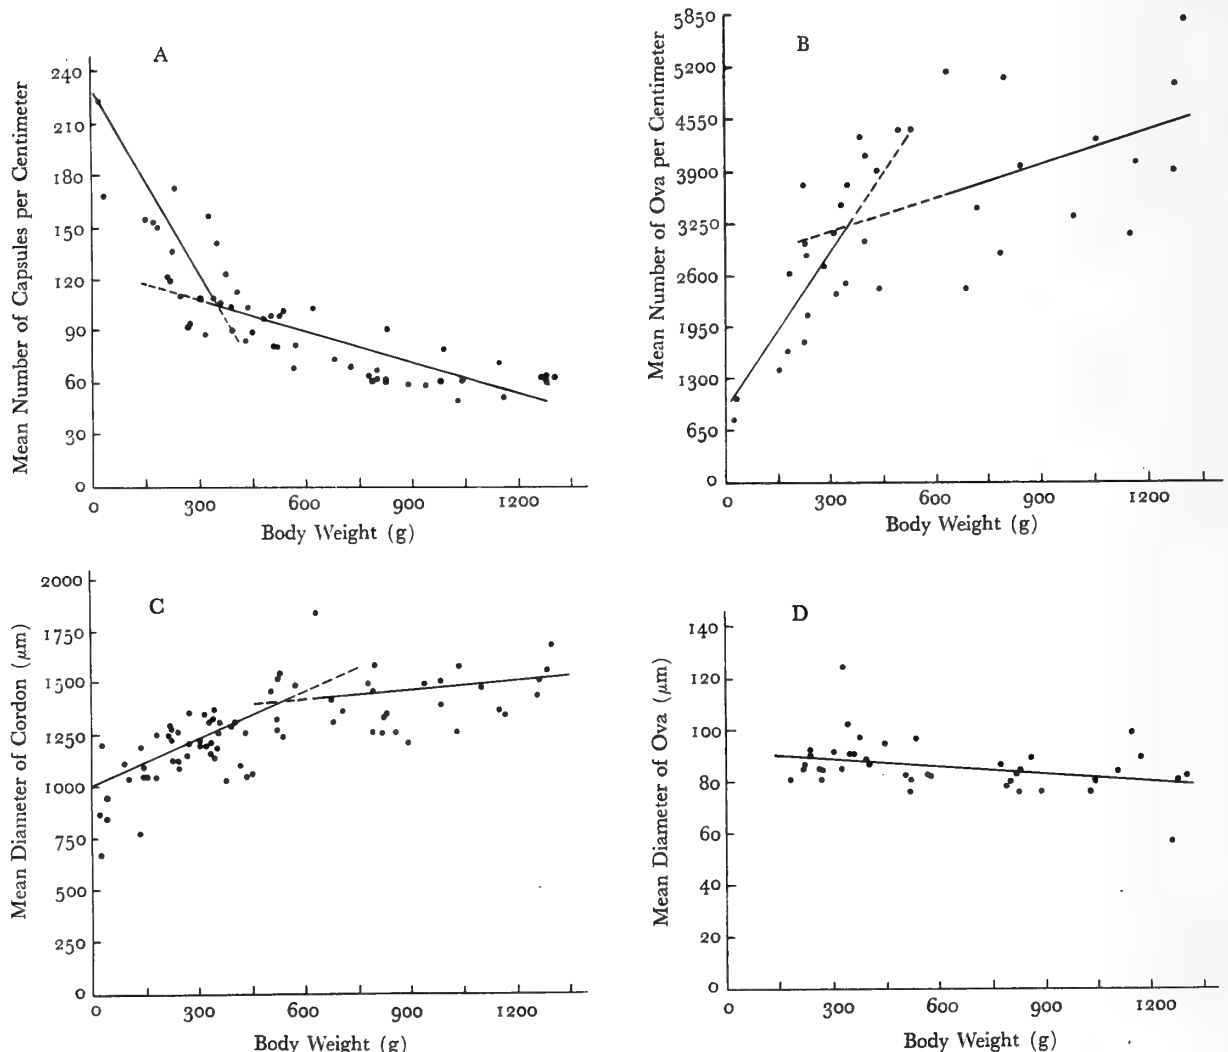 A
Mean Number of Capsules per Centimeter
240
210
180
150
120
90
60
30
0
0 300 600 900 1200
Body Weight (g)
B
Mean Number of Ova per Centimeter
5850
5200
4550
3900
3250
2600
1950
1300
650
0
0 300 600 900 1200
Body Weight (g)
C
Mean Diameter of Cordon (μm)
2000
1750
1500
1250
1000
750
500
250
0
0 300 600 900 1200
Body Weight (g)
D
Mean Diameter of Ova (μm)
140
120
100
80
60
40
20
0
0 300 600 900 1200
Body Weight (g)